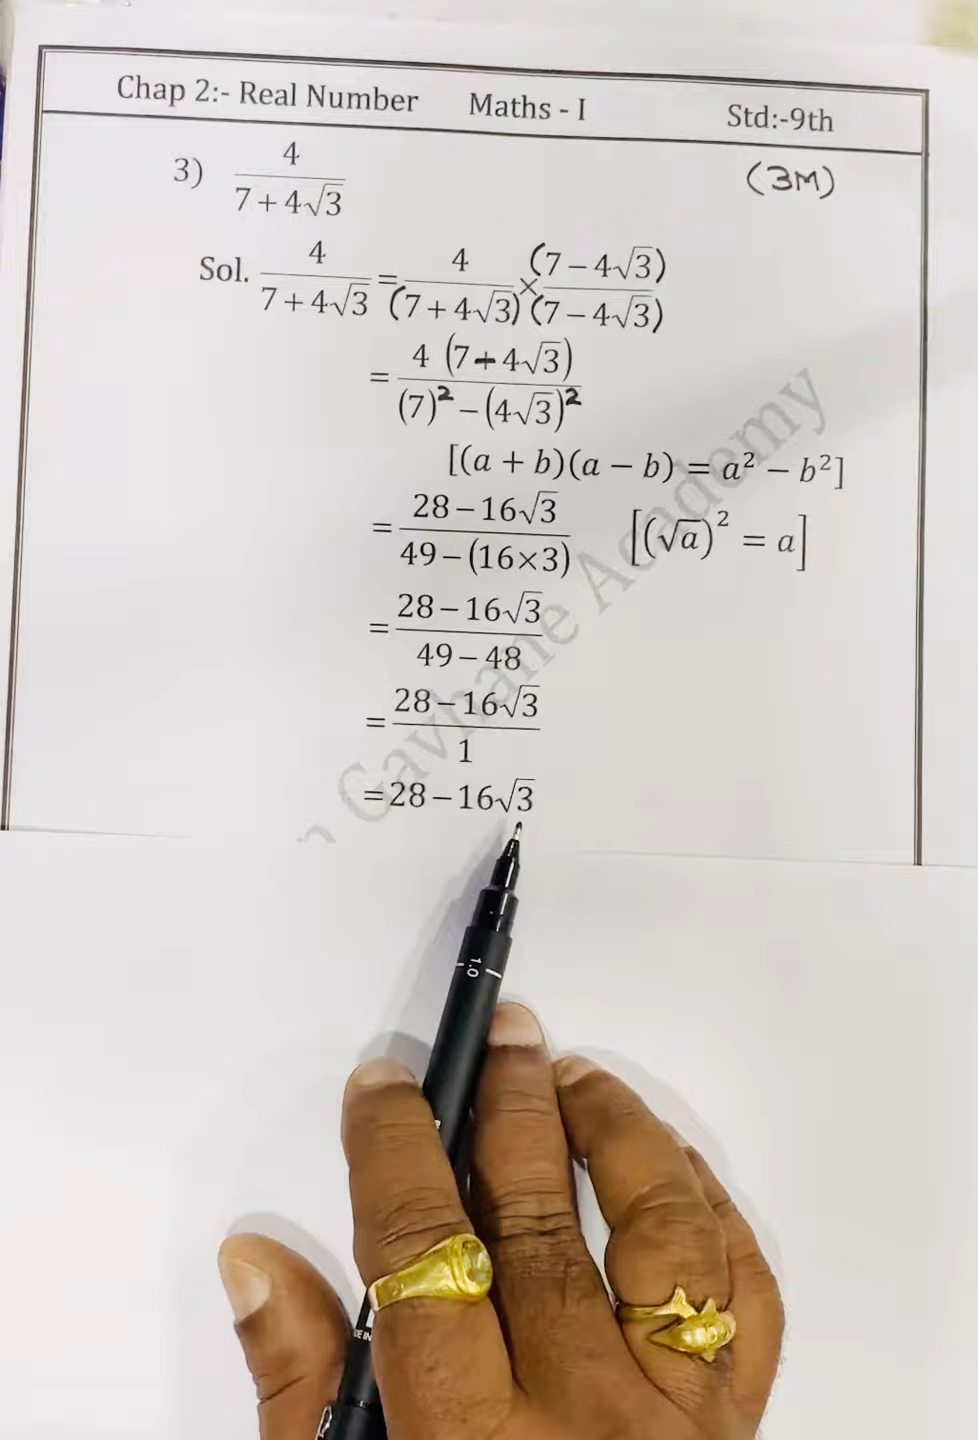 Chap 2:- Real Number Maths - I Std:-9th
3) 4/(7 + 4√3) (3M)
Sol. 4/(7 + 4√3) = 4/(7 + 4√3) × (7 − 4√3)/(7 − 4√3)
= 4 (7 − 4√3)/((7)² − (4√3)²)
[(a + b)(a − b) = a² − b²]
= (28 − 16√3)/(49 − (16×3)) [(√a)² = a]
= (28 − 16√3)/(49 − 48)
= (28 − 16√3)/1
= 28 − 16√3
Gavhane Academy
1.0